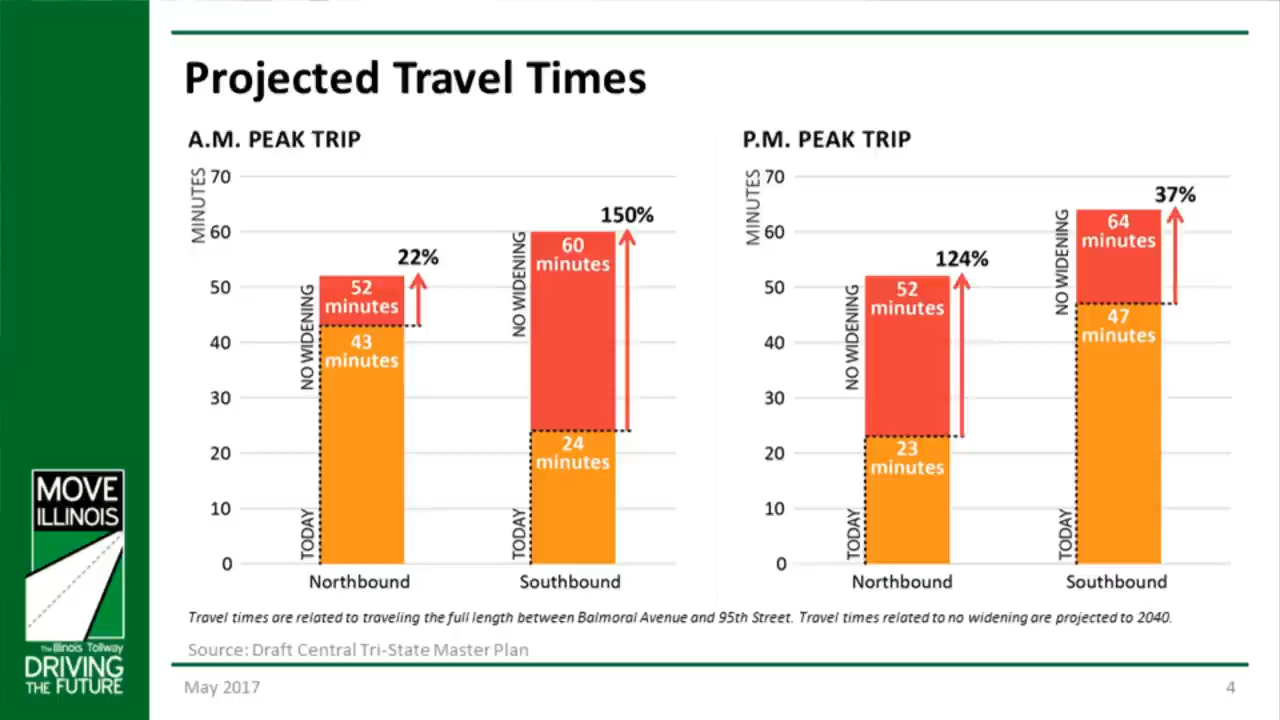 Projected Travel Times
A.M. PEAK TRIP
MINUTES
70
60
50
40
30
20
10
0
22%
NO WIDENING
52
minutes
43
minutes
TODAY
Northbound
150%
NO WIDENING
60
minutes
24
minutes
TODAY
Southbound
P.M. PEAK TRIP
MINUTES
70
60
50
40
30
20
10
0
124%
NO WIDENING
52
minutes
23
minutes
TODAY
Northbound
37%
NO WIDENING
64
minutes
47
minutes
TODAY
Southbound
Travel times are related to traveling the full length between Balmoral Avenue and 95th Street. Travel times related to no widening are projected to 2040.
Source: Draft Central Tri-State Master Plan
May 2017
4
MOVE
ILLINOIS
The Illinois Tollway
DRIVING
THE FUTURE